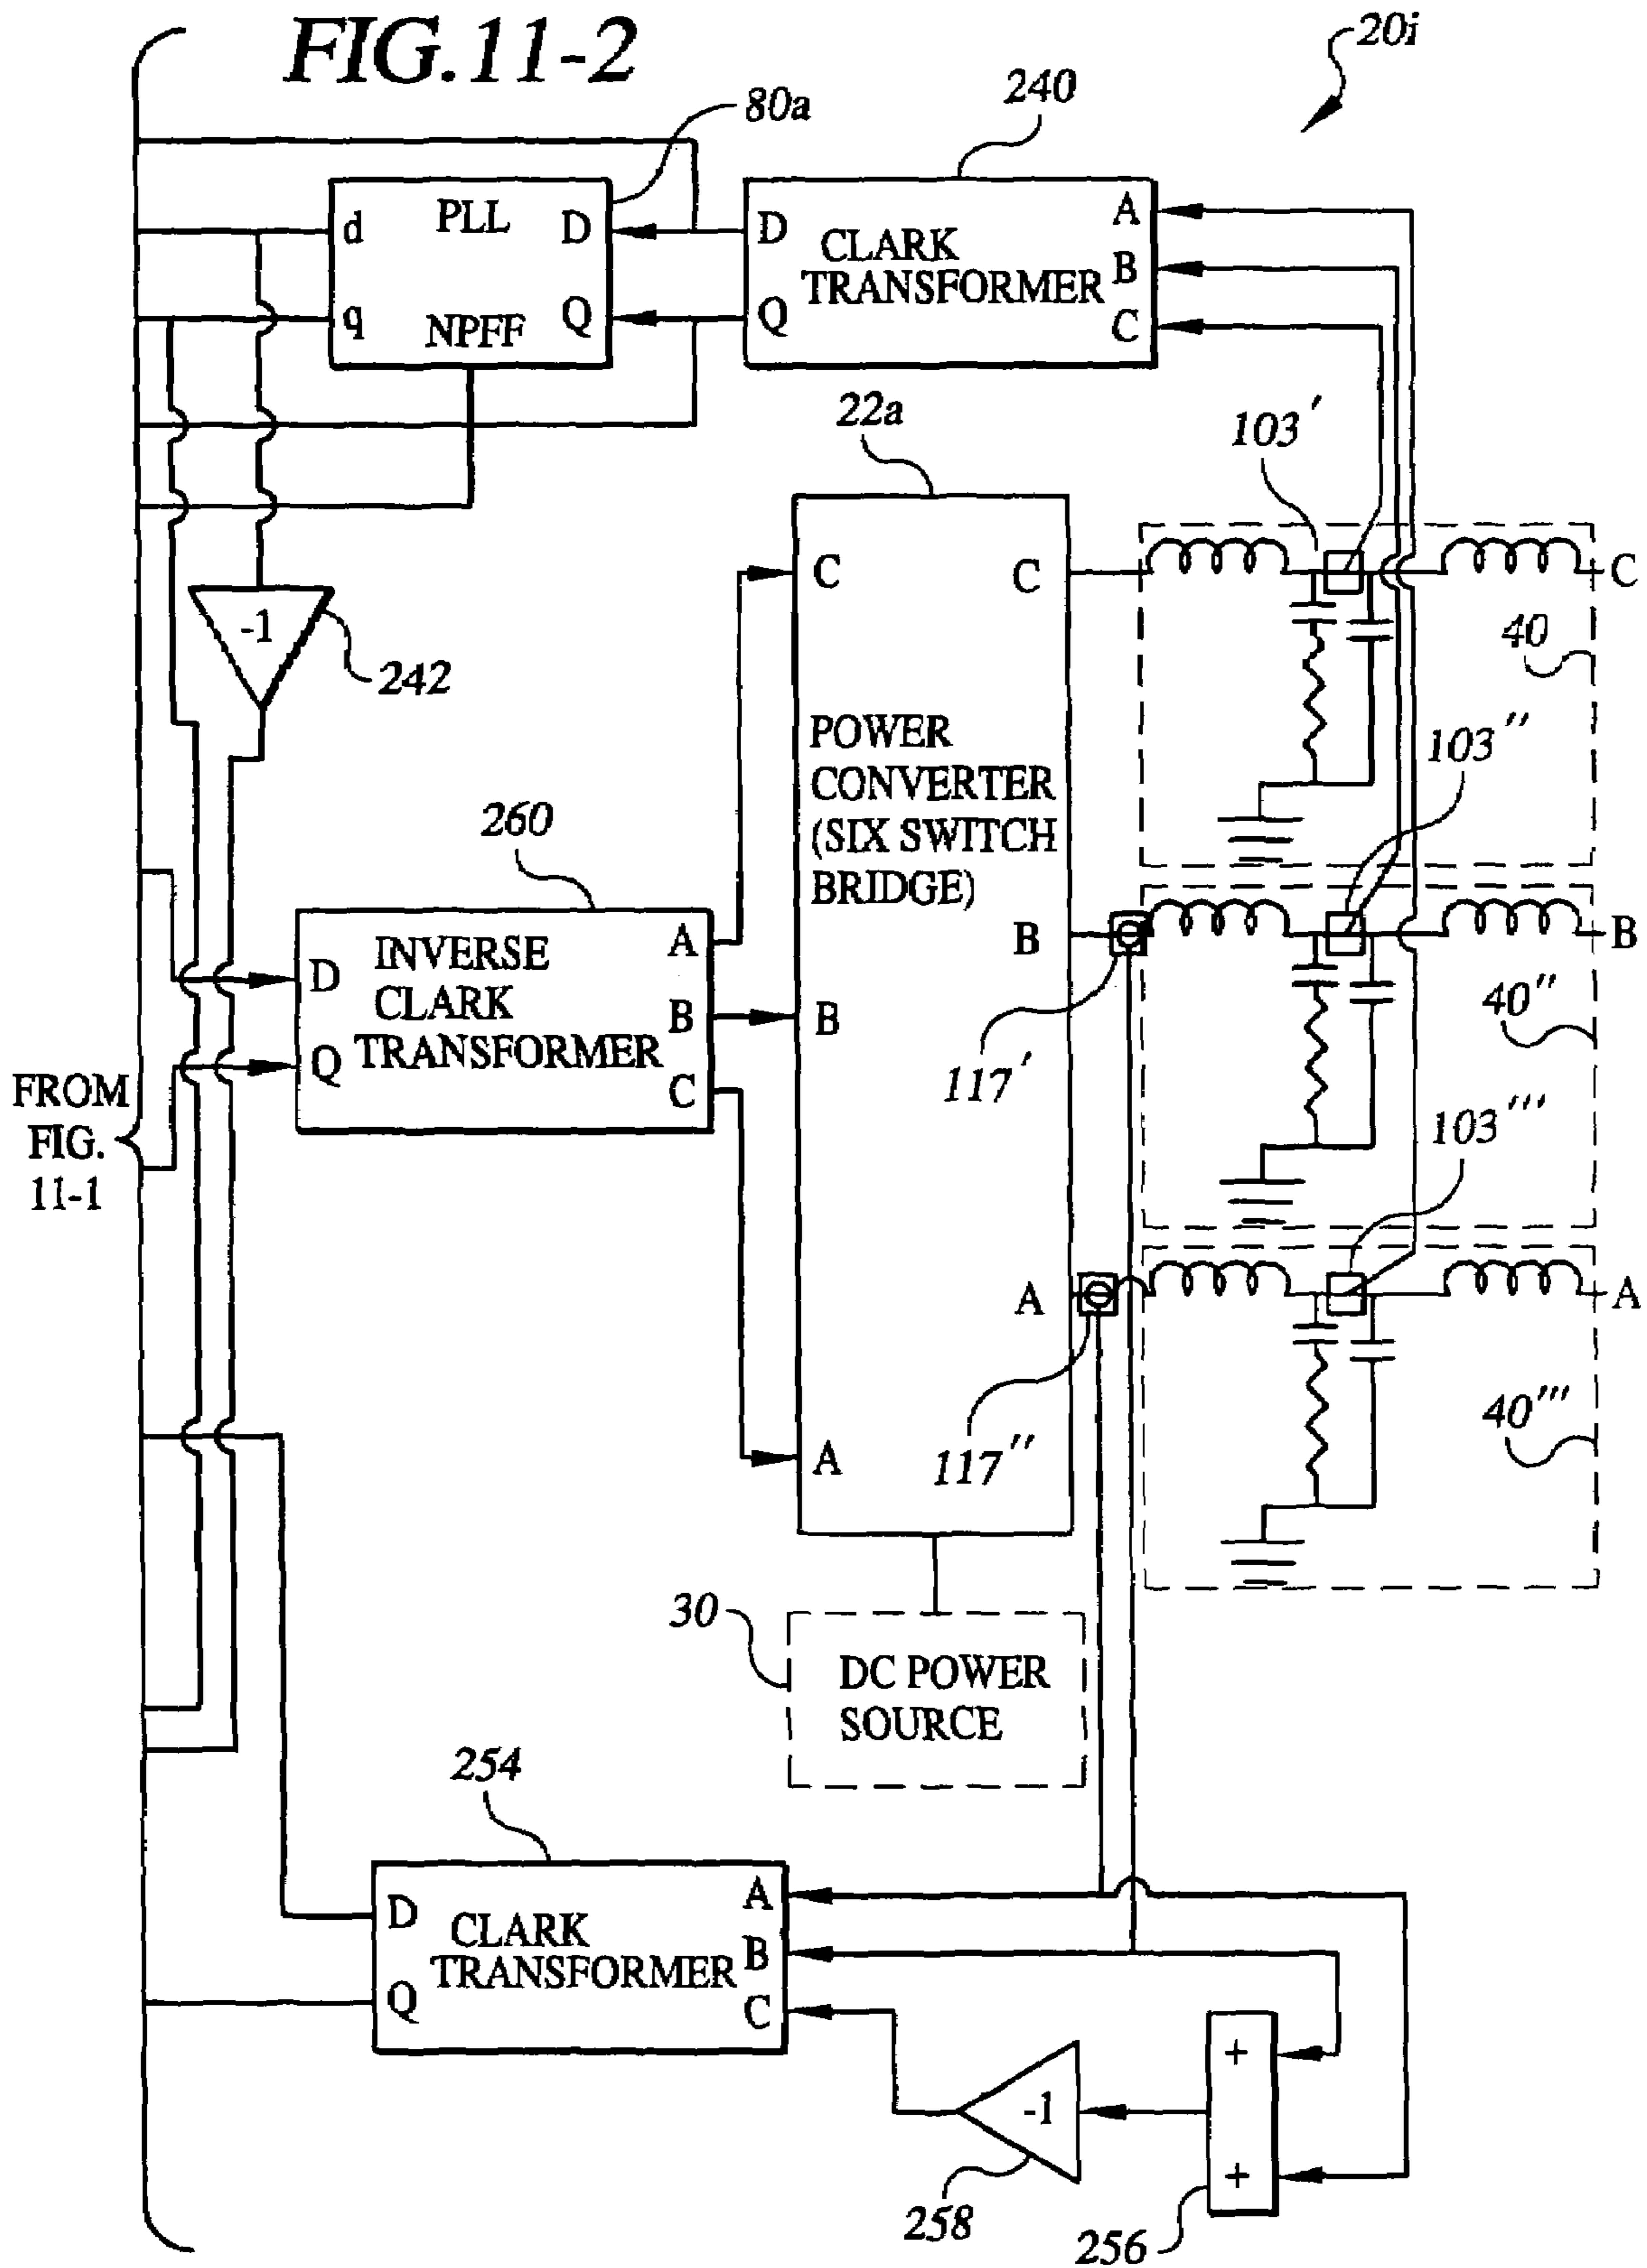 FIG.11-2
20i
80a
240
d
PLL
D
q
NPFF
Q
D
CLARK
TRANSFORMER
Q
A
B
C
22a
103'
C
C
C
40
-1
242
POWER
CONVERTER
(SIX SWITCH
BRIDGE)
103''
260
B
B
D
INVERSE
CLARK
TRANSFORMER
Q
A
B
C
B
40''
117'
FROM
FIG.
11-1
103'''
A
A
40'''
A
117''
30
DC POWER
SOURCE
254
D
CLARK
TRANSFORMER
Q
A
B
C
+
-1
+
258
256